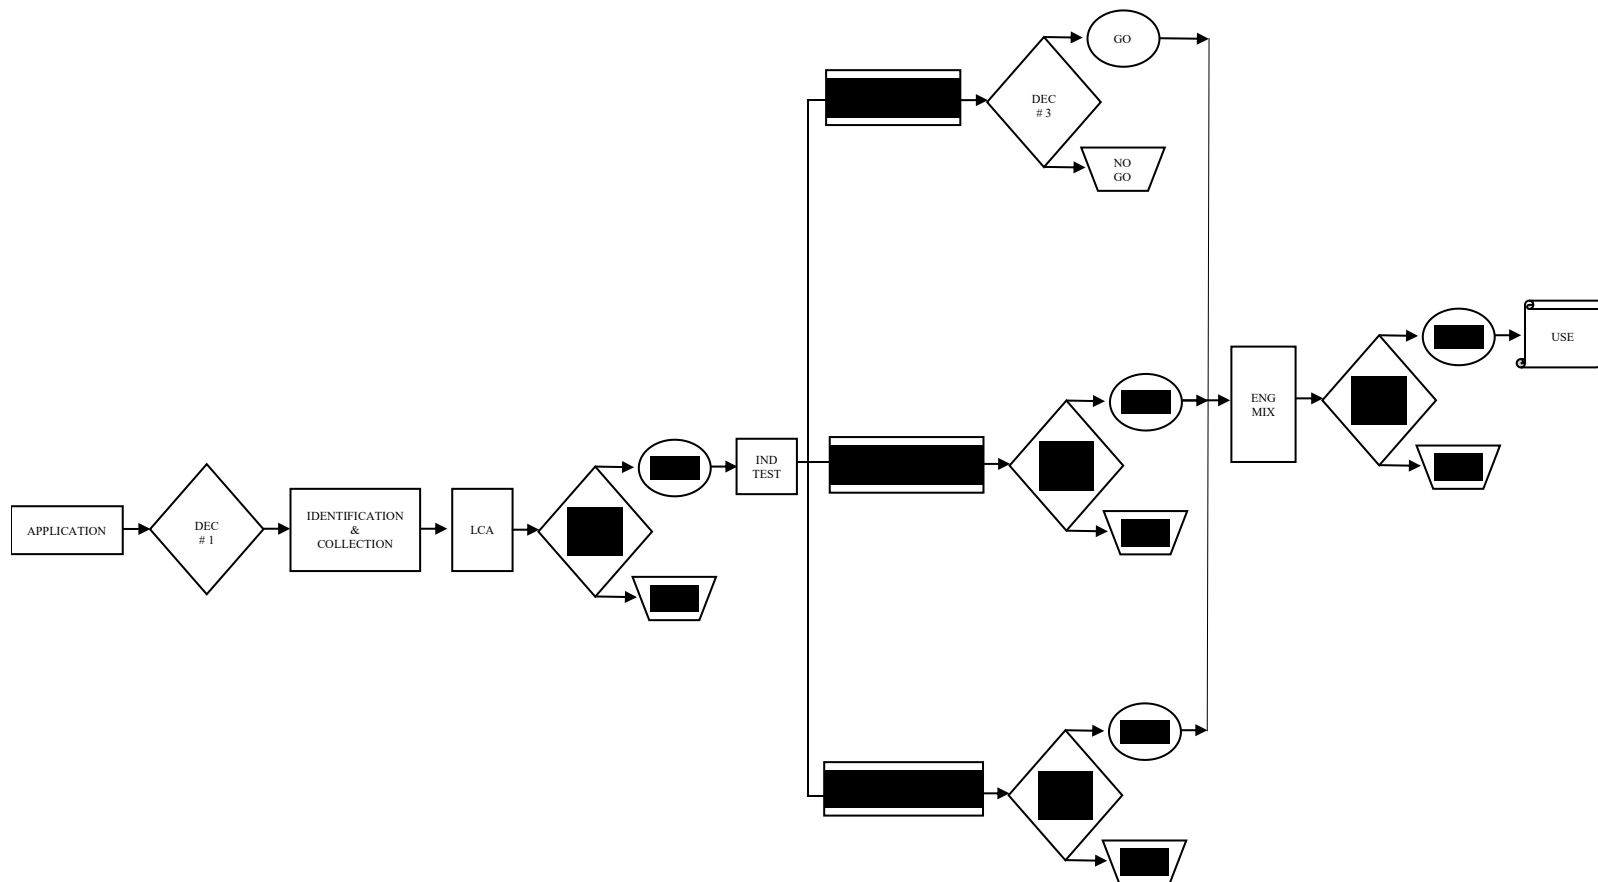 GO
DEC
# 3
NO
GO
USE
ENG
MIX
IND
TEST
IDENTIFICATION
&
COLLECTION
APPLICATION
DEC
# 1
LCA